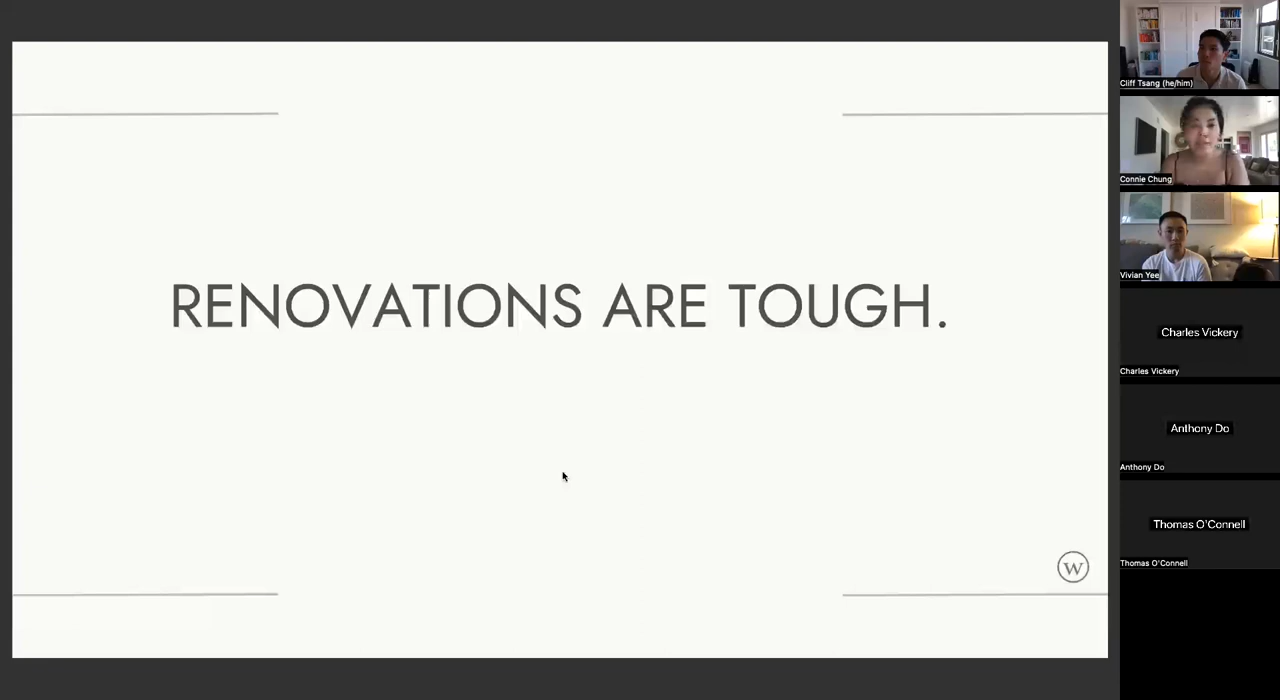 RENOVATIONS ARE TOUGH.
W
Cliff Tsang (he/him)
Connie Chung
Vivian Yee
Charles Vickery
Charles Vickery
Anthony Do
Anthony Do
Thomas O'Connell
Thomas O'Connell